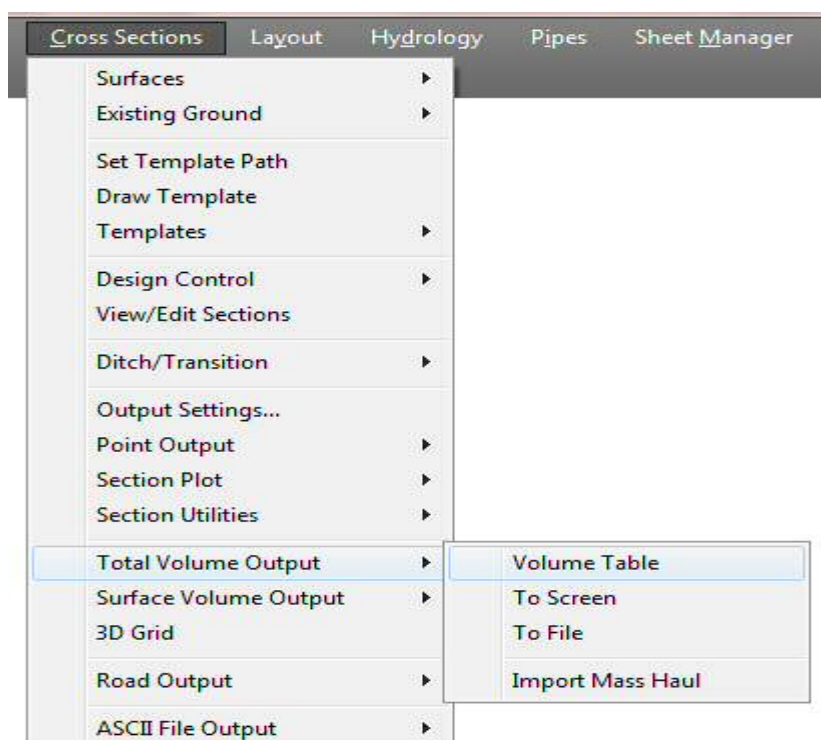 Cross Sections Layout Hydrology Pipes Sheet Manager
Surfaces
Existing Ground
Set Template Path
Draw Template
Templates
Design Control
View/Edit Sections
Ditch/Transition
Output Settings...
Point Output
Section Plot
Section Utilities
Total Volume Output
Surface Volume Output
3D Grid
Road Output
ASCII File Output
Volume Table
To Screen
To File
Import Mass Haul